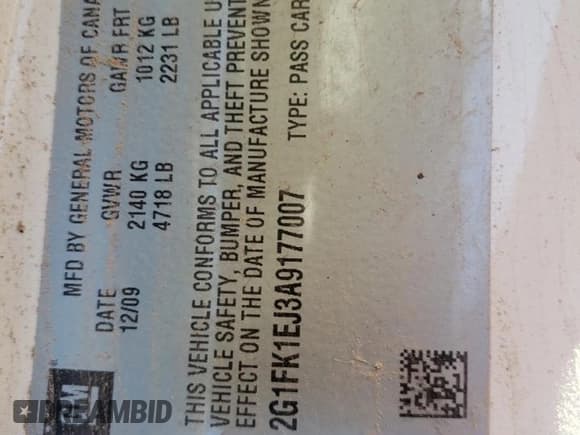 MFD BY GENERAL MOTORS OF CANA
DATE GVWR GAWR FRT
12/09 2140 KG 1012 KG
4718 LB 2231 LB
THIS VEHICLE CONFORMS TO ALL APPLICABLE U
VEHICLE SAFETY, BUMPER, AND THEFT PREVENT
EFFECT ON THE DATE OF MANUFACTURE SHOWN
2G1FK1EJ3A9177007 TYPE: PASS CAR
GM
DREAMBID